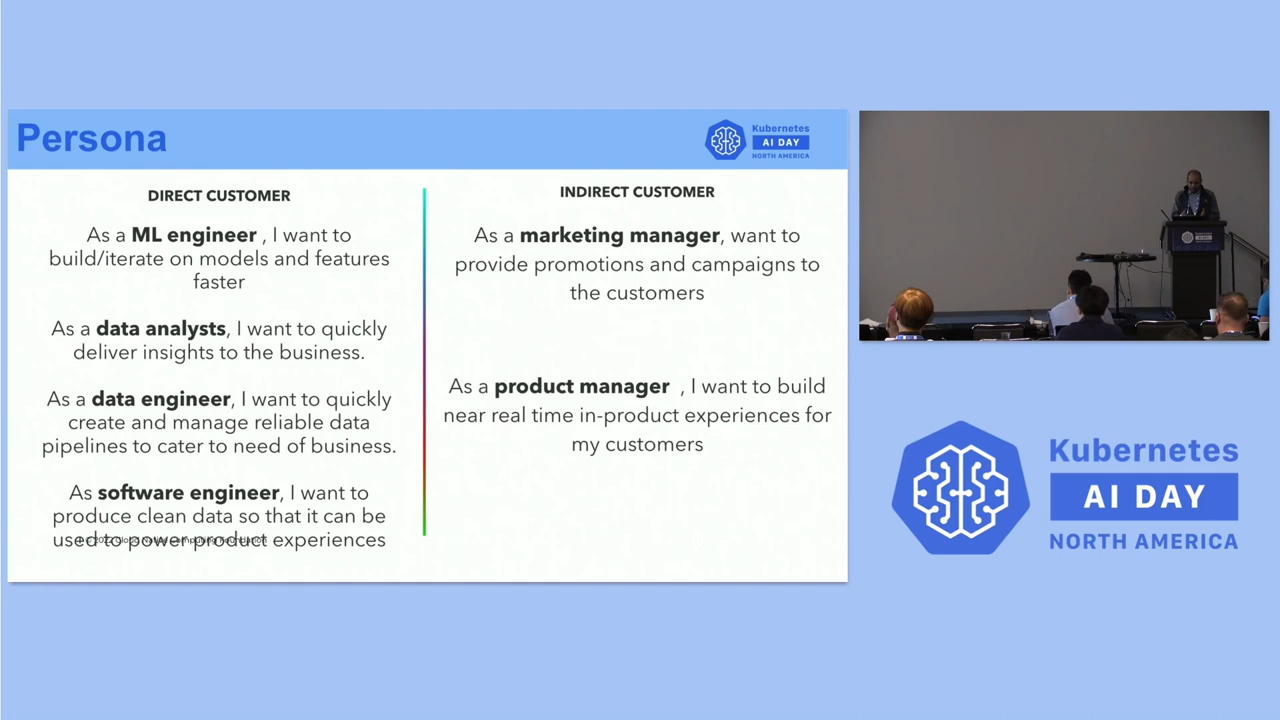 Persona
Kubernetes
AI DAY
NORTH AMERICA
DIRECT CUSTOMER
As a ML engineer , I want to
build/iterate on models and features
faster
As a data analysts, I want to quickly
deliver insights to the business.
As a data engineer, I want to quickly
create and manage reliable data
pipelines to cater to need of business.
As software engineer, I want to
produce clean data so that it can be
used to power product experiences
INDIRECT CUSTOMER
As a marketing manager, want to
provide promotions and campaigns to
the customers
As a product manager , I want to build
near real time in-product experiences for
my customers
Kubernetes
AI DAY
NORTH AMERICA